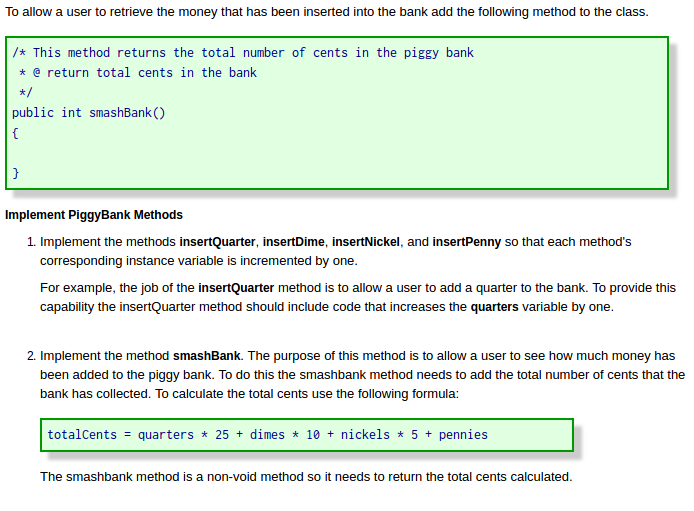 To allow a user to retrieve the money that has been inserted into the bank add the following method to the class.
/* This method returns the total number of cents in the piggy bank
 * @ return total cents in the bank
 */
public int smashBank()
{
}
Implement PiggyBank Methods
1. Implement the methods insertQuarter, insertDime, insertNickel, and insertPenny so that each method's
corresponding instance variable is incremented by one.
For example, the job of the insertQuarter method is to allow a user to add a quarter to the bank. To provide this
capability the insertQuarter method should include code that increases the quarters variable by one.
2. Implement the method smashBank. The purpose of this method is to allow a user to see how much money has
been added to the piggy bank. To do this the smashbank method needs to add the total number of cents that the
bank has collected. To calculate the total cents use the following formula:
totalCents = quarters * 25 + dimes * 10 + nickels * 5 + pennies
The smashbank method is a non-void method so it needs to return the total cents calculated.